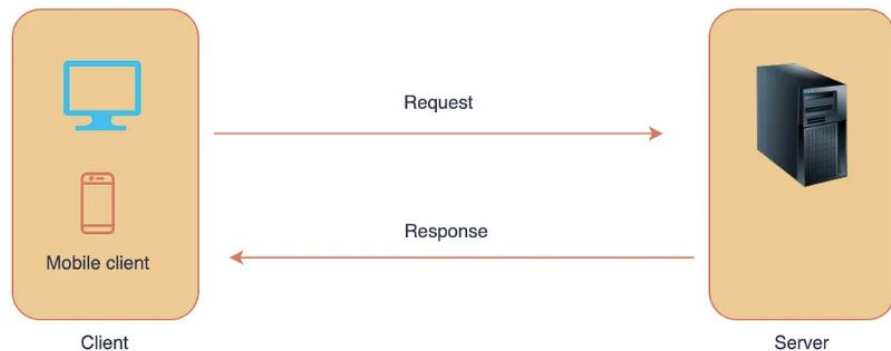 Request
Response
Mobile client
Client
Server